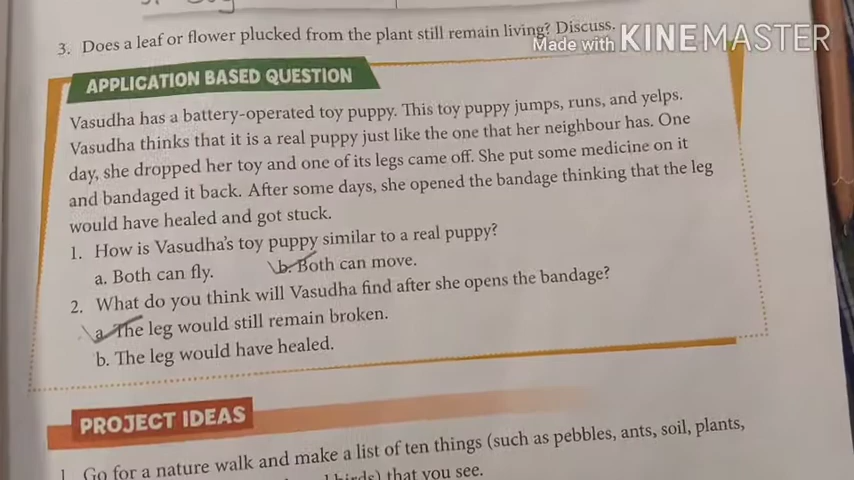 3. Does a leaf or flower plucked from the plant still remain living? Discuss.
Made with KINEMASTER
APPLICATION BASED QUESTION
Vasudha has a battery-operated toy puppy. This toy puppy jumps, runs, and yelps.
Vasudha thinks that it is a real puppy just like the one that her neighbour has. One
day, she dropped her toy and one of its legs came off. She put some medicine on it
and bandaged it back. After some days, she opened the bandage thinking that the leg
would have healed and got stuck.
1. How is Vasudha's toy puppy similar to a real puppy?
a. Both can fly. b. Both can move.
2. What do you think will Vasudha find after she opens the bandage?
a. The leg would still remain broken.
b. The leg would have healed.
PROJECT IDEAS
1. Go for a nature walk and make a list of ten things (such as pebbles, ants, soil, plants,
birds) that you see.